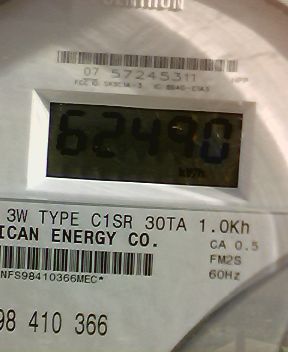 CENTRON
07 57245311
62490
kWh
3W TYPE C1SR 30TA 1.0Kh
ICAN ENERGY CO.
CA 0.5
FM2S
60Hz
NFS98410366MEC*
98 410 366